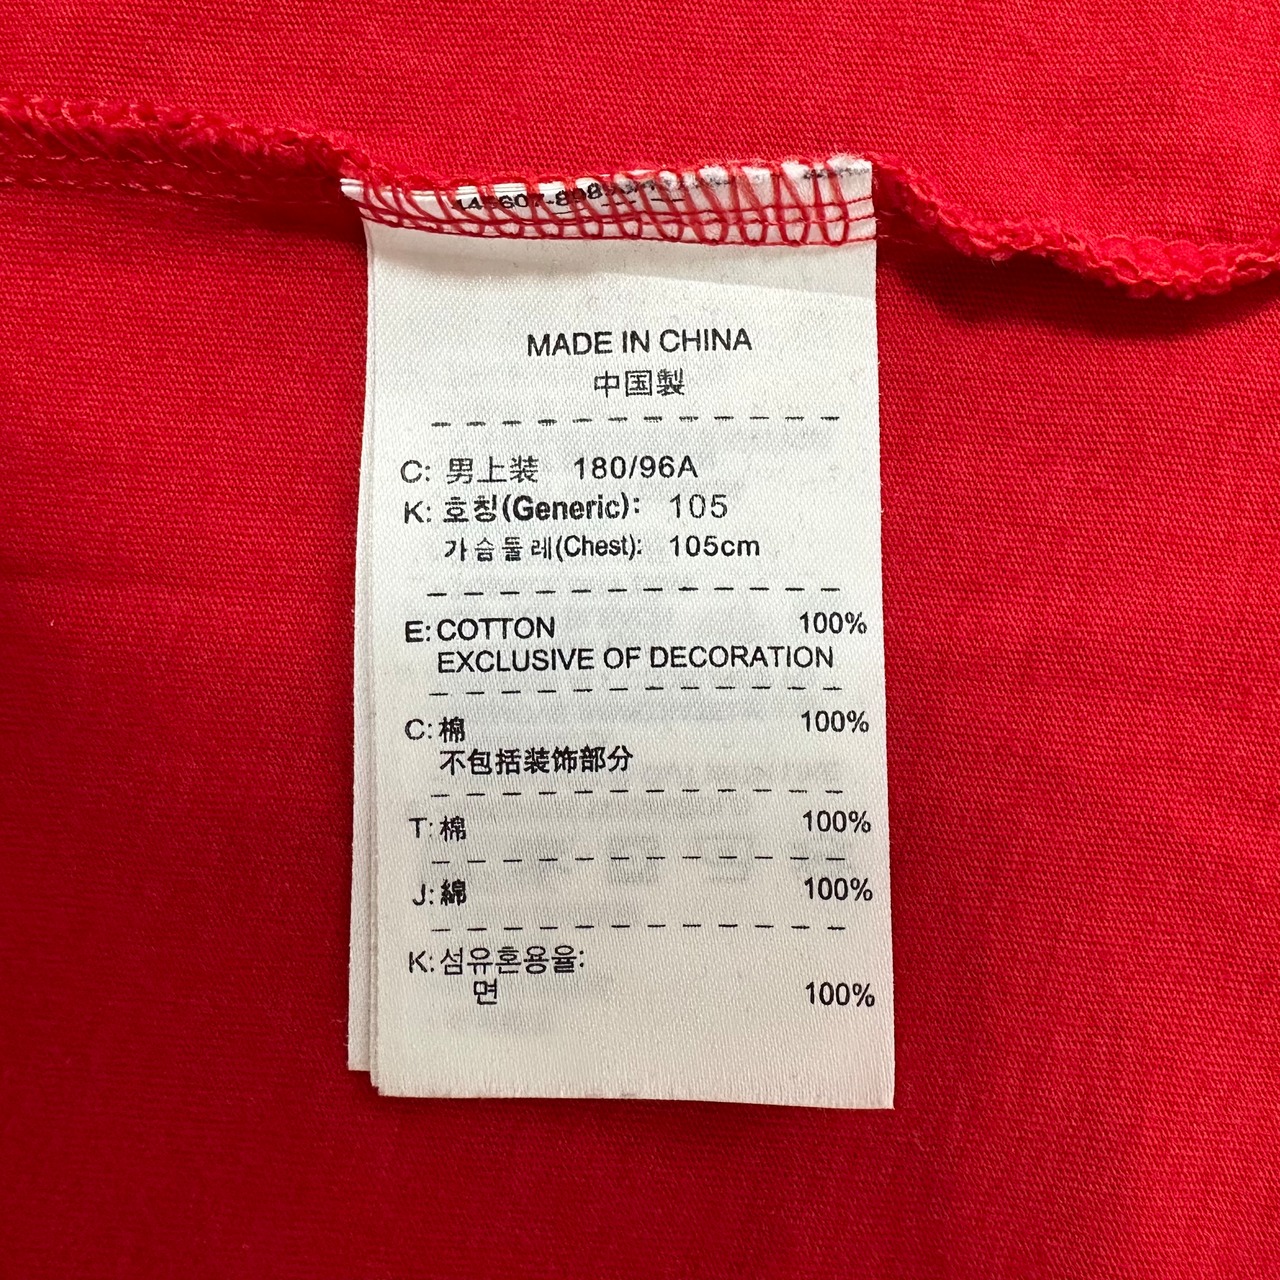 MADE IN CHINA
中国製
C: 男上装 180/96A
K: 호칭(Generic): 105
가슴둘레(Chest): 105cm
E: COTTON 100%
EXCLUSIVE OF DECORATION
C: 棉 100%
不包括装饰部分
T: 棉 100%
J: 綿 100%
K: 섬유혼용율:
면 100%